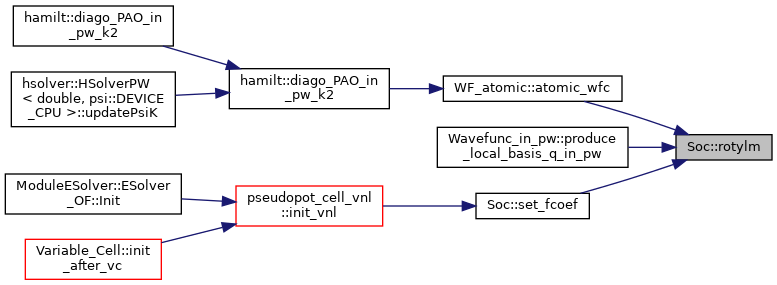 hamilt::diago_PAO_in
_pw_k2
hsolver::HSolverPW
< double, psi::DEVICE
_CPU >::updatePsiK
hamilt::diago_PAO_in
_pw_k2
WF_atomic::atomic_wfc
Wavefunc_in_pw::produce
_local_basis_q_in_pw
Soc::rotylm
ModuleESolver::ESolver
_OF::Init
pseudopot_cell_vnl
::init_vnl
Soc::set_fcoef
Variable_Cell::init
_after_vc